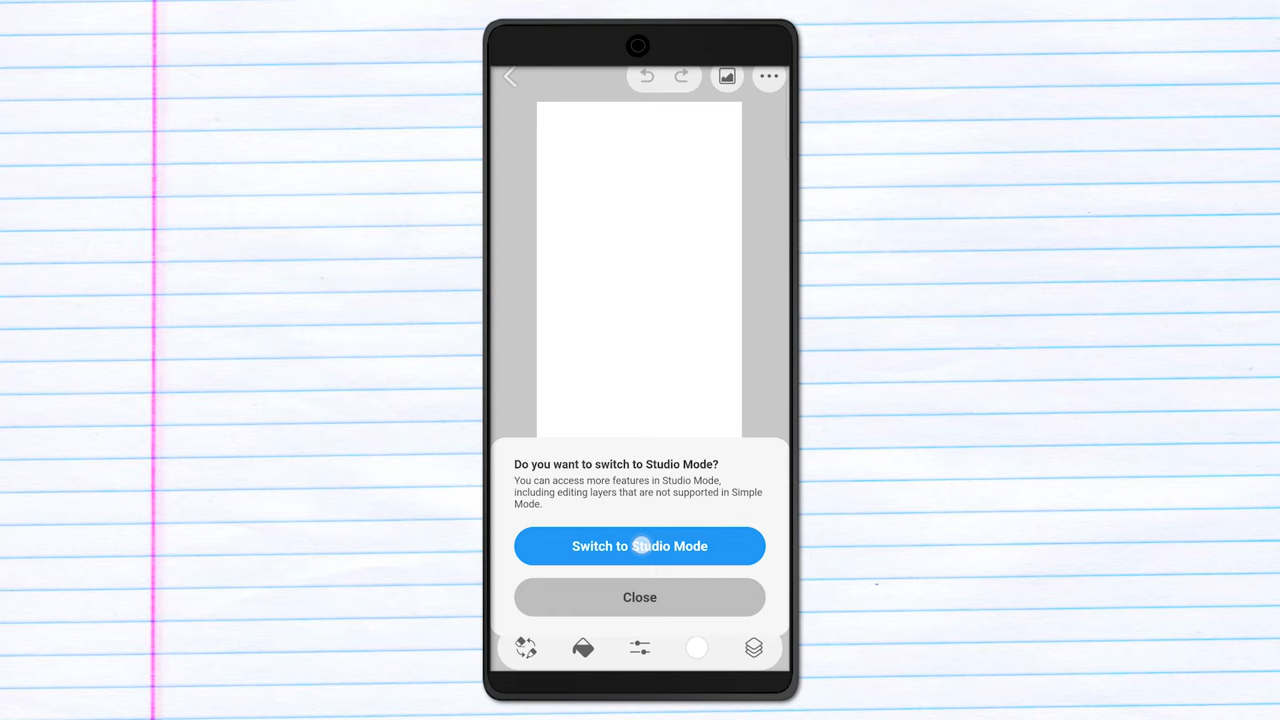 Do you want to switch to Studio Mode?
You can access more features in Studio Mode,
including editing layers that are not supported in Simple
Mode.
Switch to Studio Mode
Close